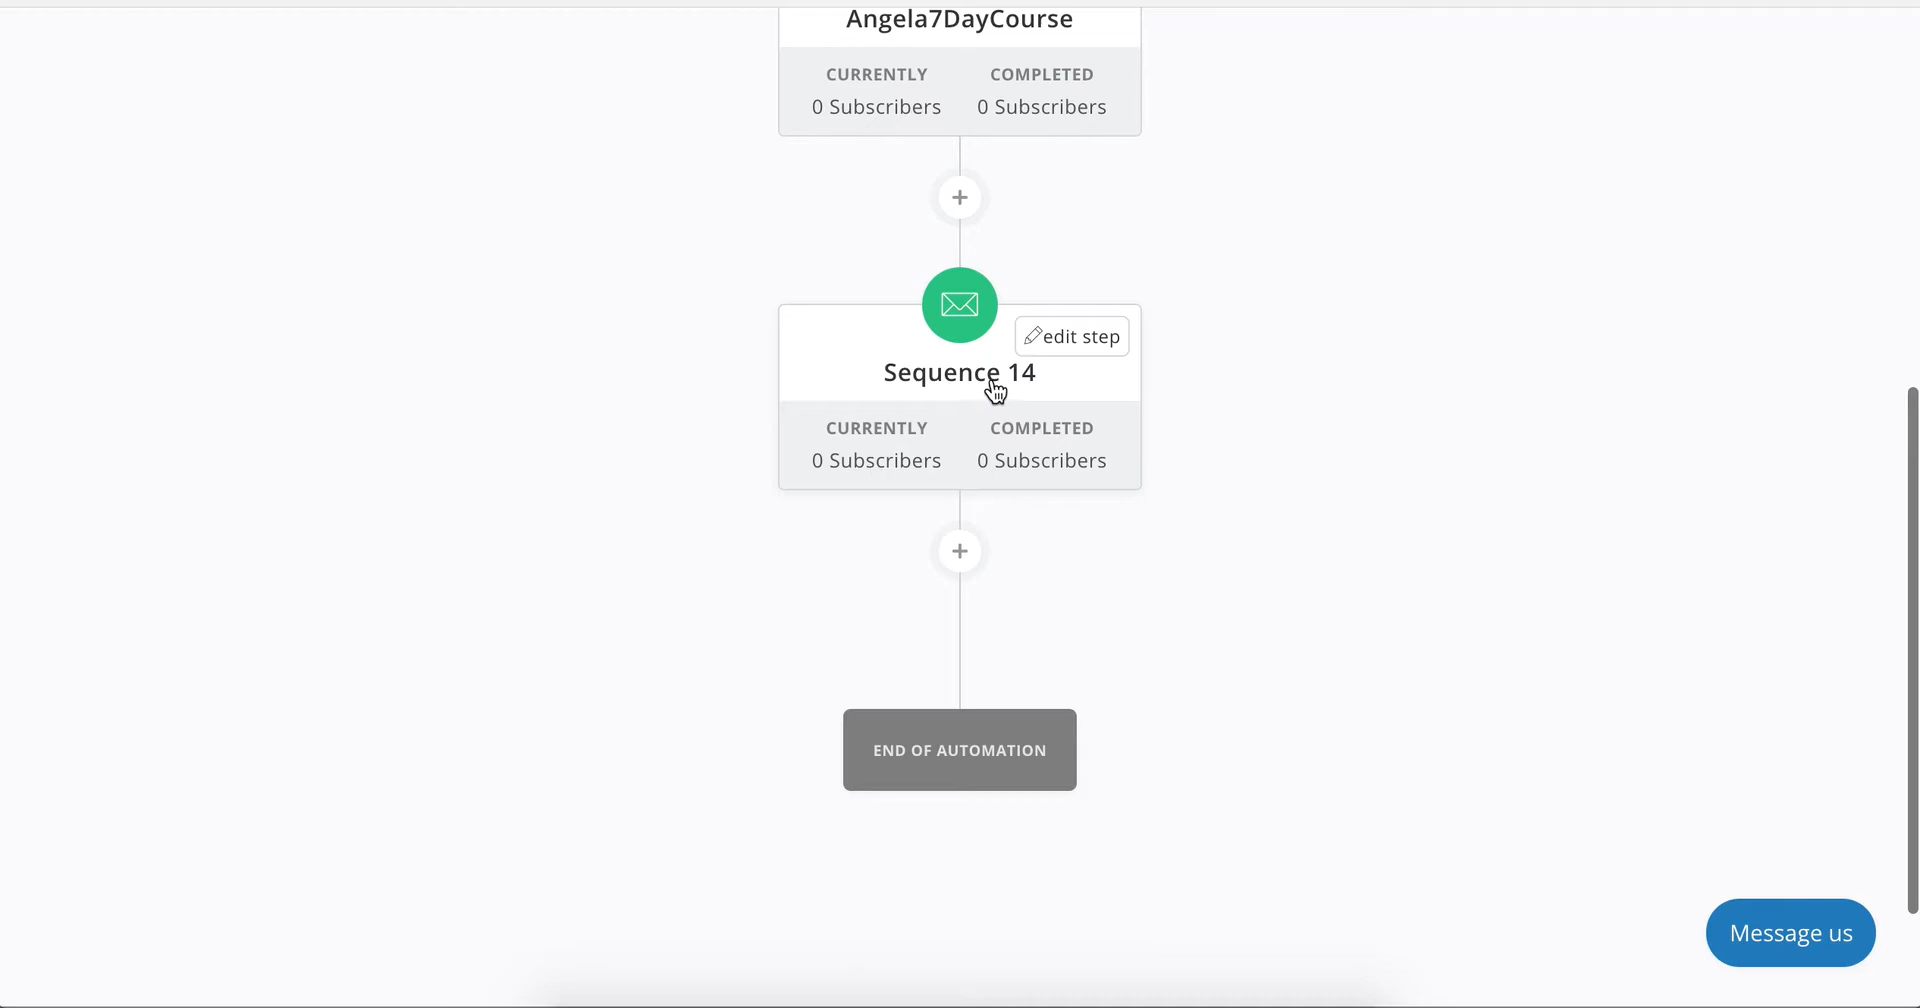 Angela7DayCourse
CURRENTLY COMPLETED
0 Subscribers 0 Subscribers
+
edit step
Sequence 14
CURRENTLY COMPLETED
0 Subscribers 0 Subscribers
+
END OF AUTOMATION
Message us